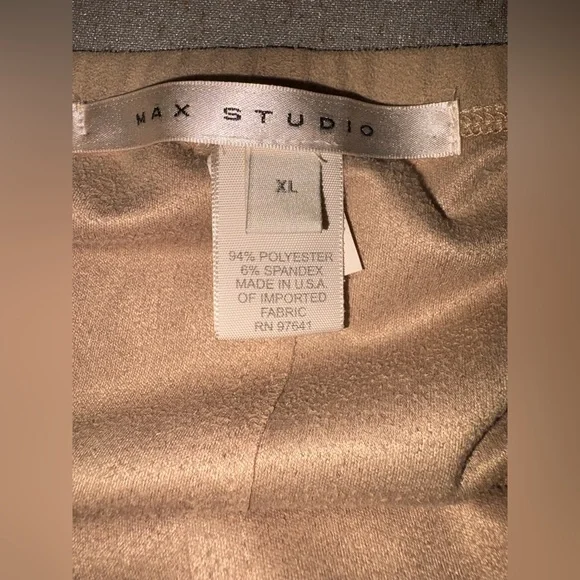 MAX STUDIO
XL
94% POLYESTER
6% SPANDEX
MADE IN U.S.A.
OF IMPORTED
FABRIC
RN 97641